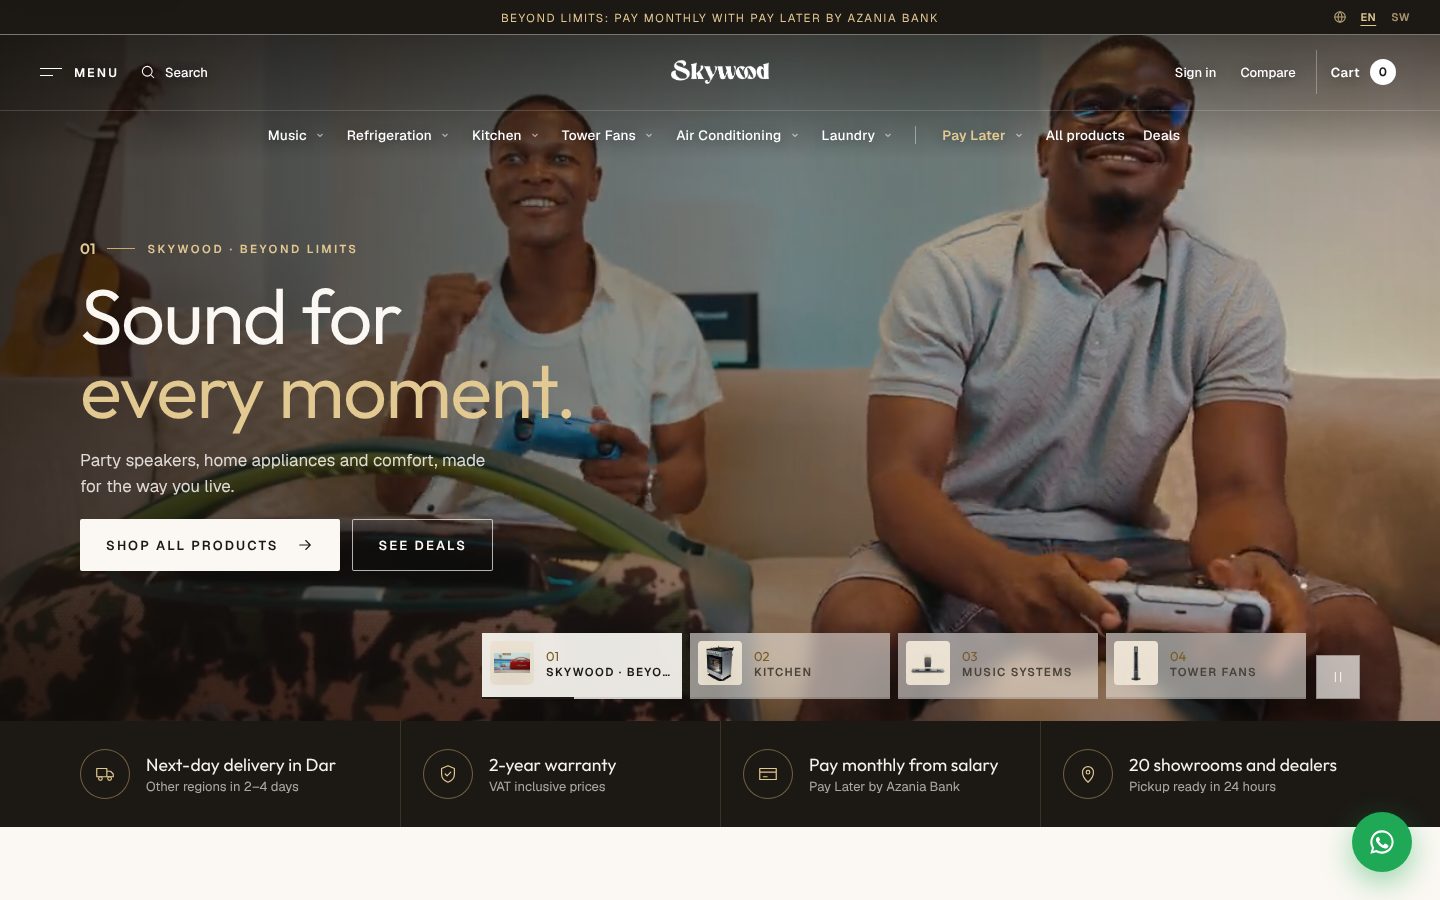 BEYOND LIMITS: PAY MONTHLY WITH PAY LATER BY AZANIA BANK
EN SW
MENU Search
Skywood
Sign in Compare Cart 0
Music Refrigeration Kitchen Tower Fans Air Conditioning Laundry Pay Later All products Deals
01 SKYWOOD · BEYOND LIMITS
Sound for
every moment.
Party speakers, home appliances and comfort, made
for the way you live.
SHOP ALL PRODUCTS
SEE DEALS
01
SKYWOOD · BEYO…
02
KITCHEN
03
MUSIC SYSTEMS
04
TOWER FANS
Next-day delivery in Dar
Other regions in 2–4 days
2-year warranty
VAT inclusive prices
Pay monthly from salary
Pay Later by Azania Bank
20 showrooms and dealers
Pickup ready in 24 hours